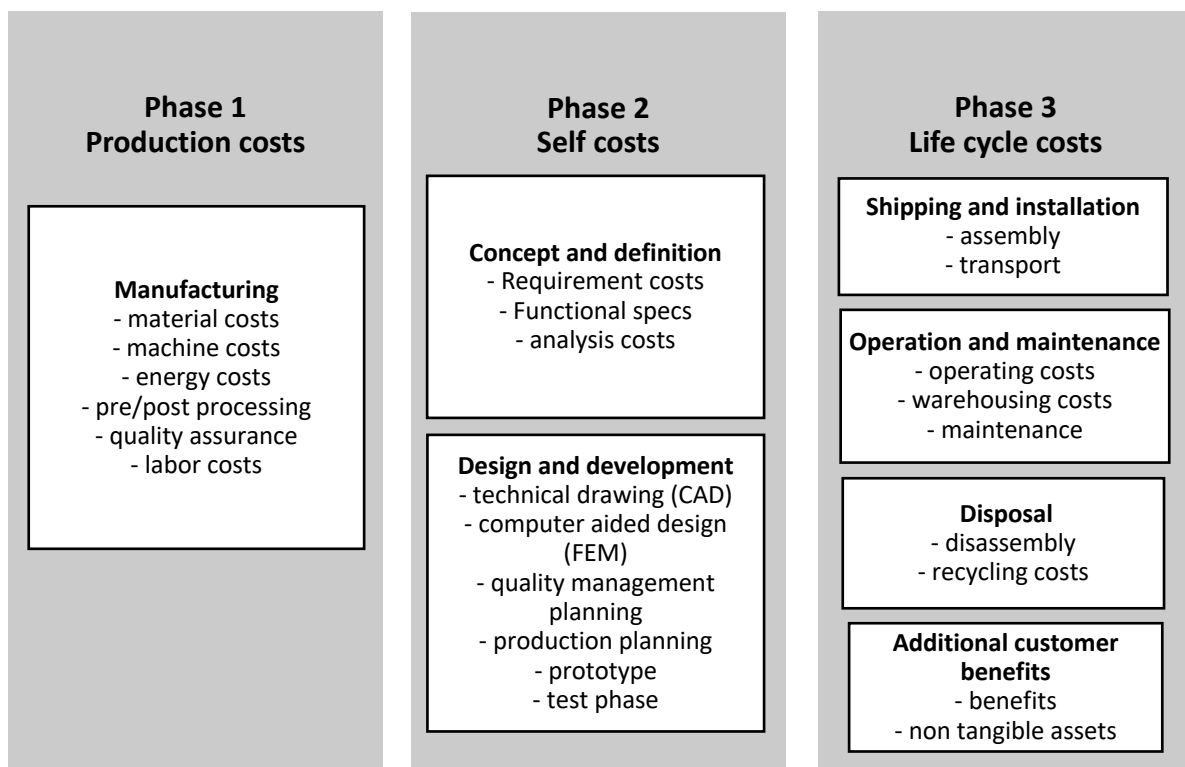 Phase 1
Production costs
Manufacturing
- material costs
- machine costs
- energy costs
- pre/post processing
- quality assurance
- labor costs
Phase 2
Self costs
Concept and definition
- Requirement costs
- Functional specs
- analysis costs
Design and development
- technical drawing (CAD)
- computer aided design
(FEM)
- quality management
planning
- production planning
- prototype
- test phase
Phase 3
Life cycle costs
Shipping and installation
- assembly
- transport
Operation and maintenance
- operating costs
- warehousing costs
- maintenance
Disposal
- disassembly
- recycling costs
Additional customer
benefits
- benefits
- non tangible assets